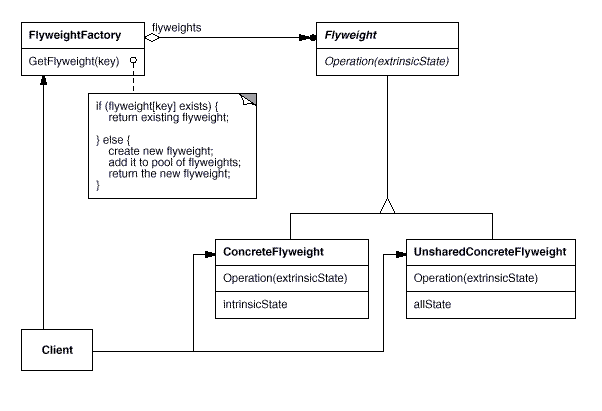 flyweights
FlyweightFactory
GetFlyweight(key)
Flyweight
Operation(extrinsicState)
if (flyweight[key] exists) {
return existing flyweight;
} else {
create new flyweight;
add it to pool of flyweights;
return the new flyweight;
}
ConcreteFlyweight
Operation(extrinsicState)
intrinsicState
UnsharedConcreteFlyweight
Operation(extrinsicState)
allState
Client